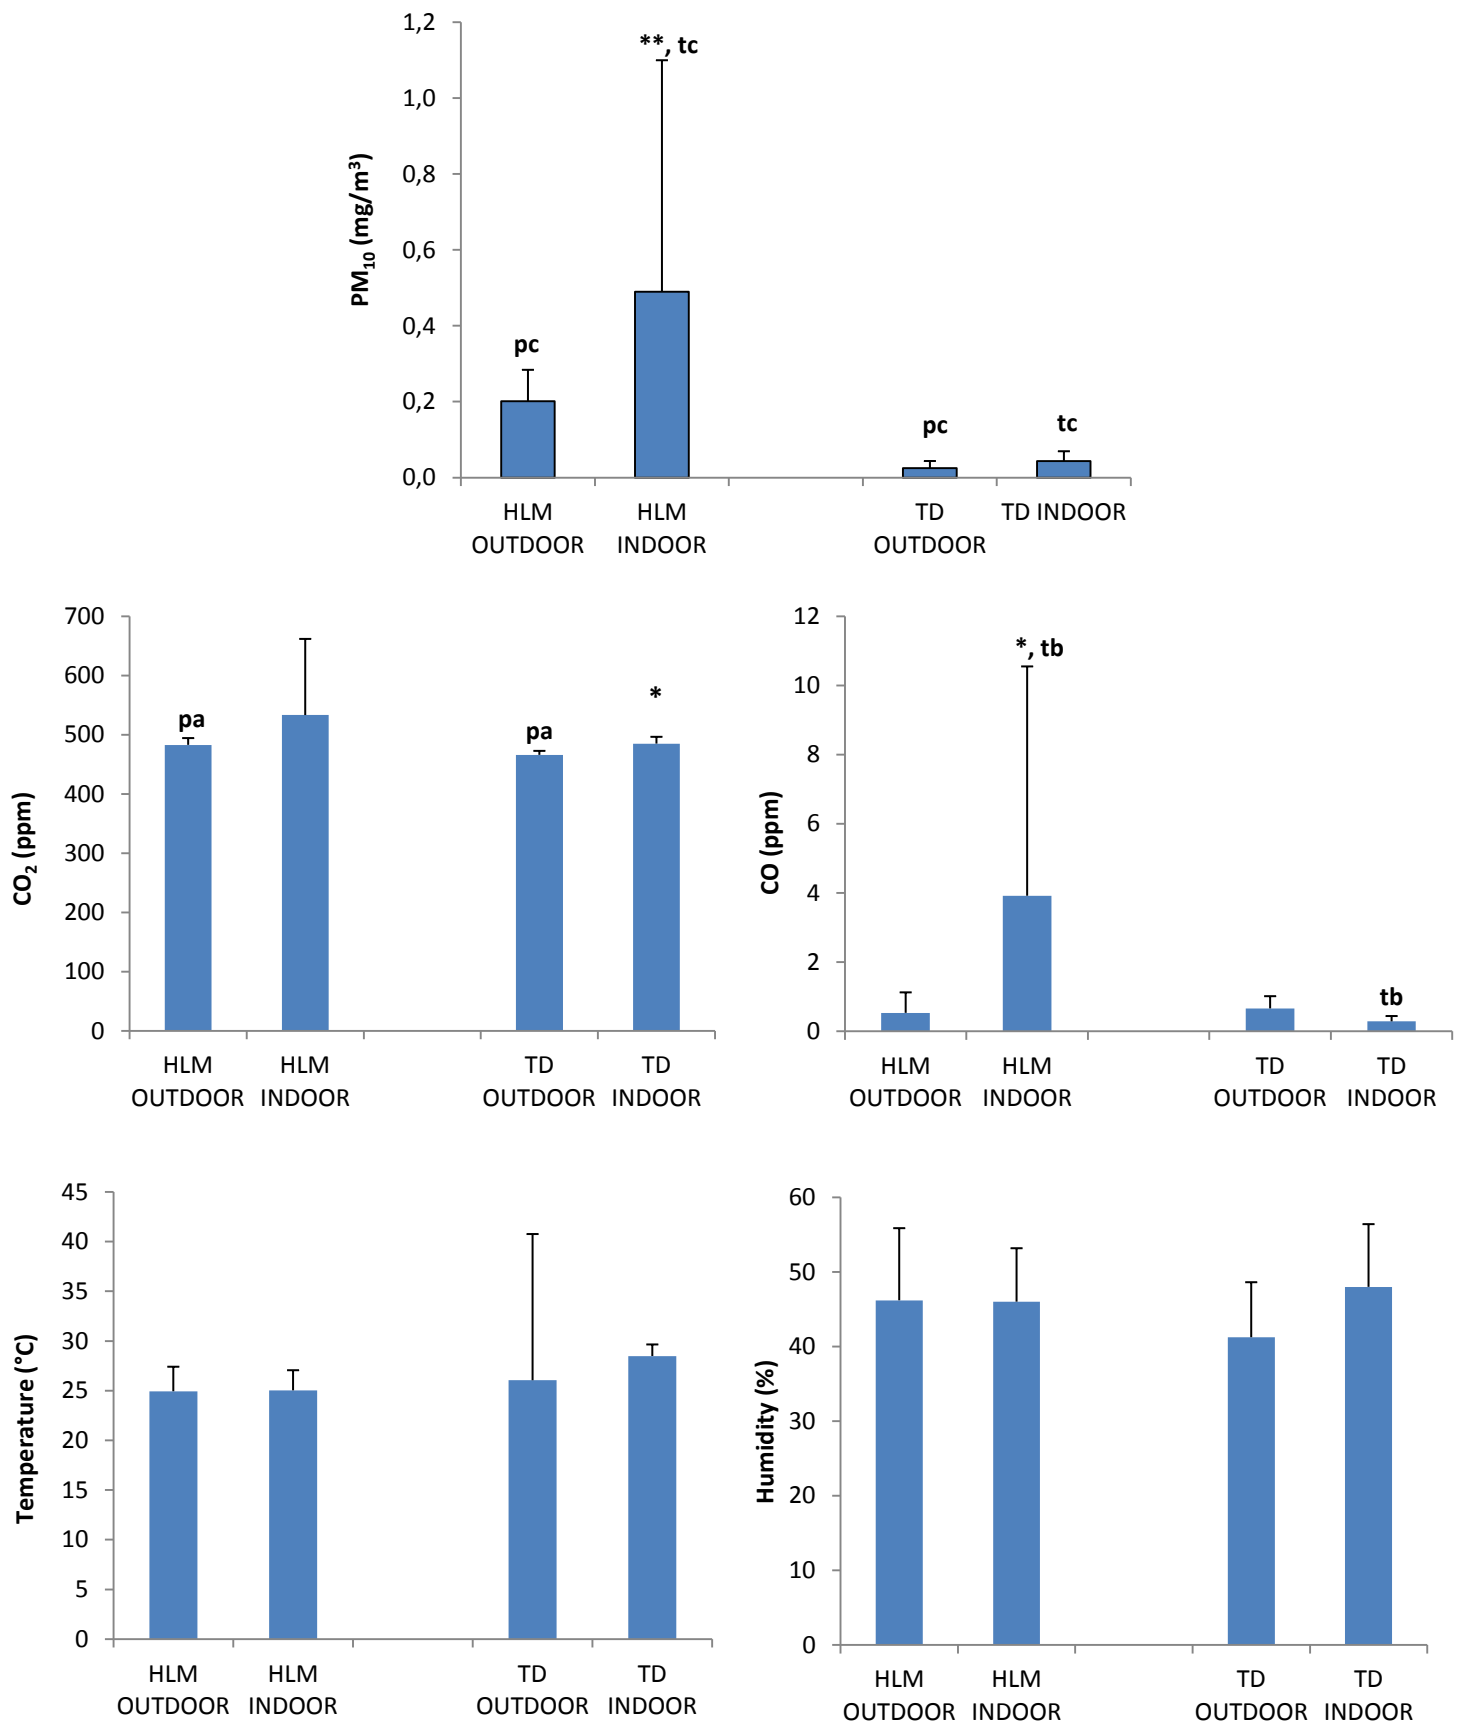 1,2
1,0
0,8
0,6
0,4
0,2
0,0
PM10 (mg/m³)
**, tc
pc
pc
tc
HLM OUTDOOR
HLM INDOOR
TD OUTDOOR
TD INDOOR
700
600
500
400
300
200
100
0
CO2 (ppm)
pa
pa
*
HLM OUTDOOR
HLM INDOOR
TD OUTDOOR
TD INDOOR
12
10
8
6
4
2
0
CO (ppm)
*, tb
tb
HLM OUTDOOR
HLM INDOOR
TD OUTDOOR
TD INDOOR
45
40
35
30
25
20
15
10
5
0
Temperature (°C)
HLM OUTDOOR
HLM INDOOR
TD OUTDOOR
TD INDOOR
60
50
40
30
20
10
0
Humidity (%)
HLM OUTDOOR
HLM INDOOR
TD OUTDOOR
TD INDOOR